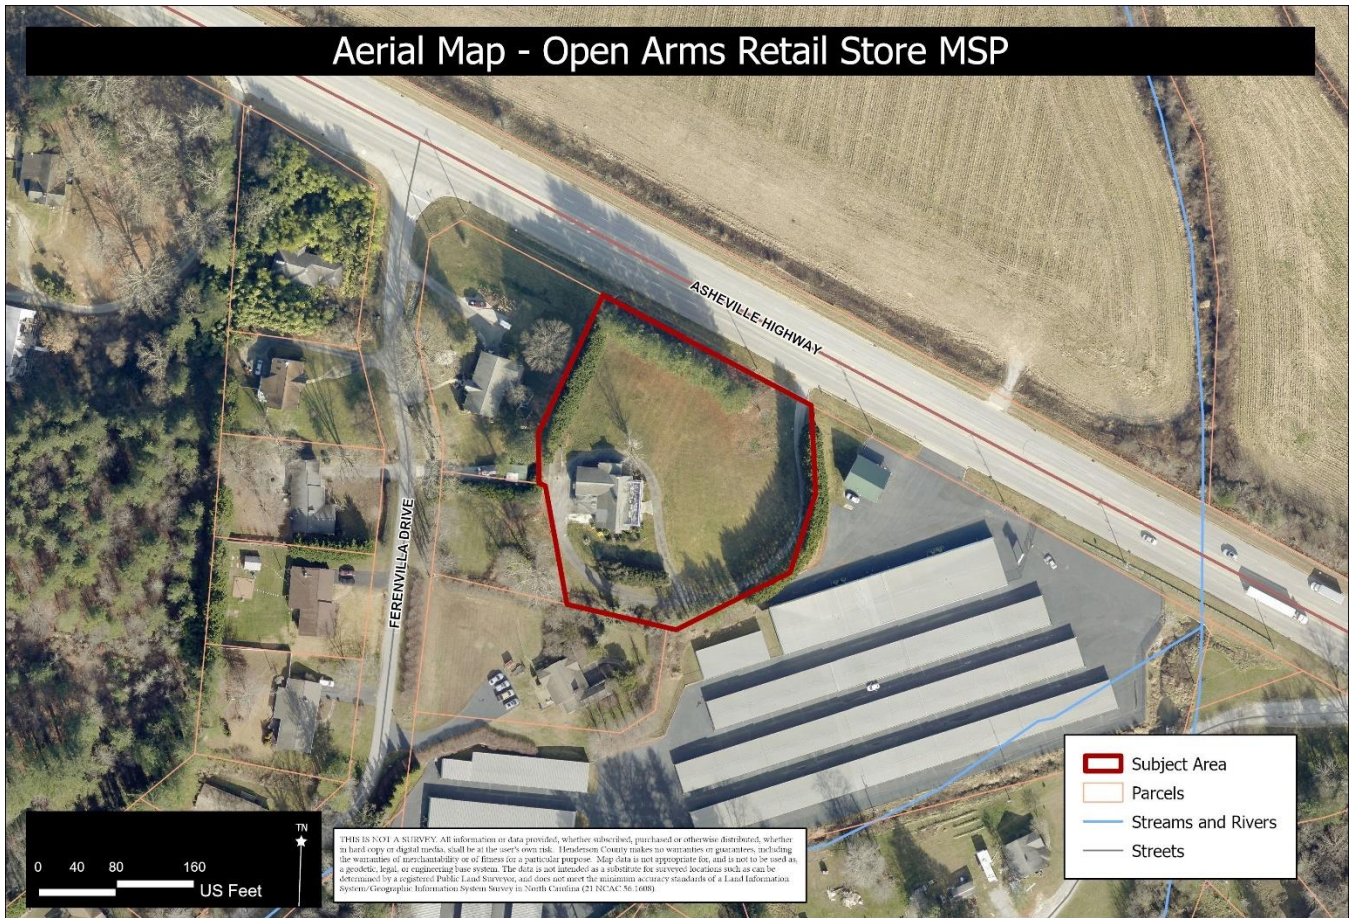 Aerial Map - Open Arms Retail Store MSP
ASHEVILLE HIGHWAY
FERENVILLA DRIVE
Subject Area
Parcels
Streams and Rivers
Streets
TN
0 40 80 160
US Feet
THIS IS NOT A SURVEY. All information or data provided, whether subscribed, purchased or otherwise distributed, whether
in hard copy or digital media, shall be at the user's own risk. Henderson County makes no warranties or guarantees, including
the warranties of merchantability or of fitness for a particular purpose. Map data is not appropriate for, and is not to be used as,
a geodetic, legal, or engineering base system. The data is not intended as a substitute for surveyed locations such as can be
determined by a registered Public Land Surveyor, and does not meet the minimum accuracy standards of a Land Information
System/Geographic Information System Survey in North Carolina (21 NCAC 56.1608).